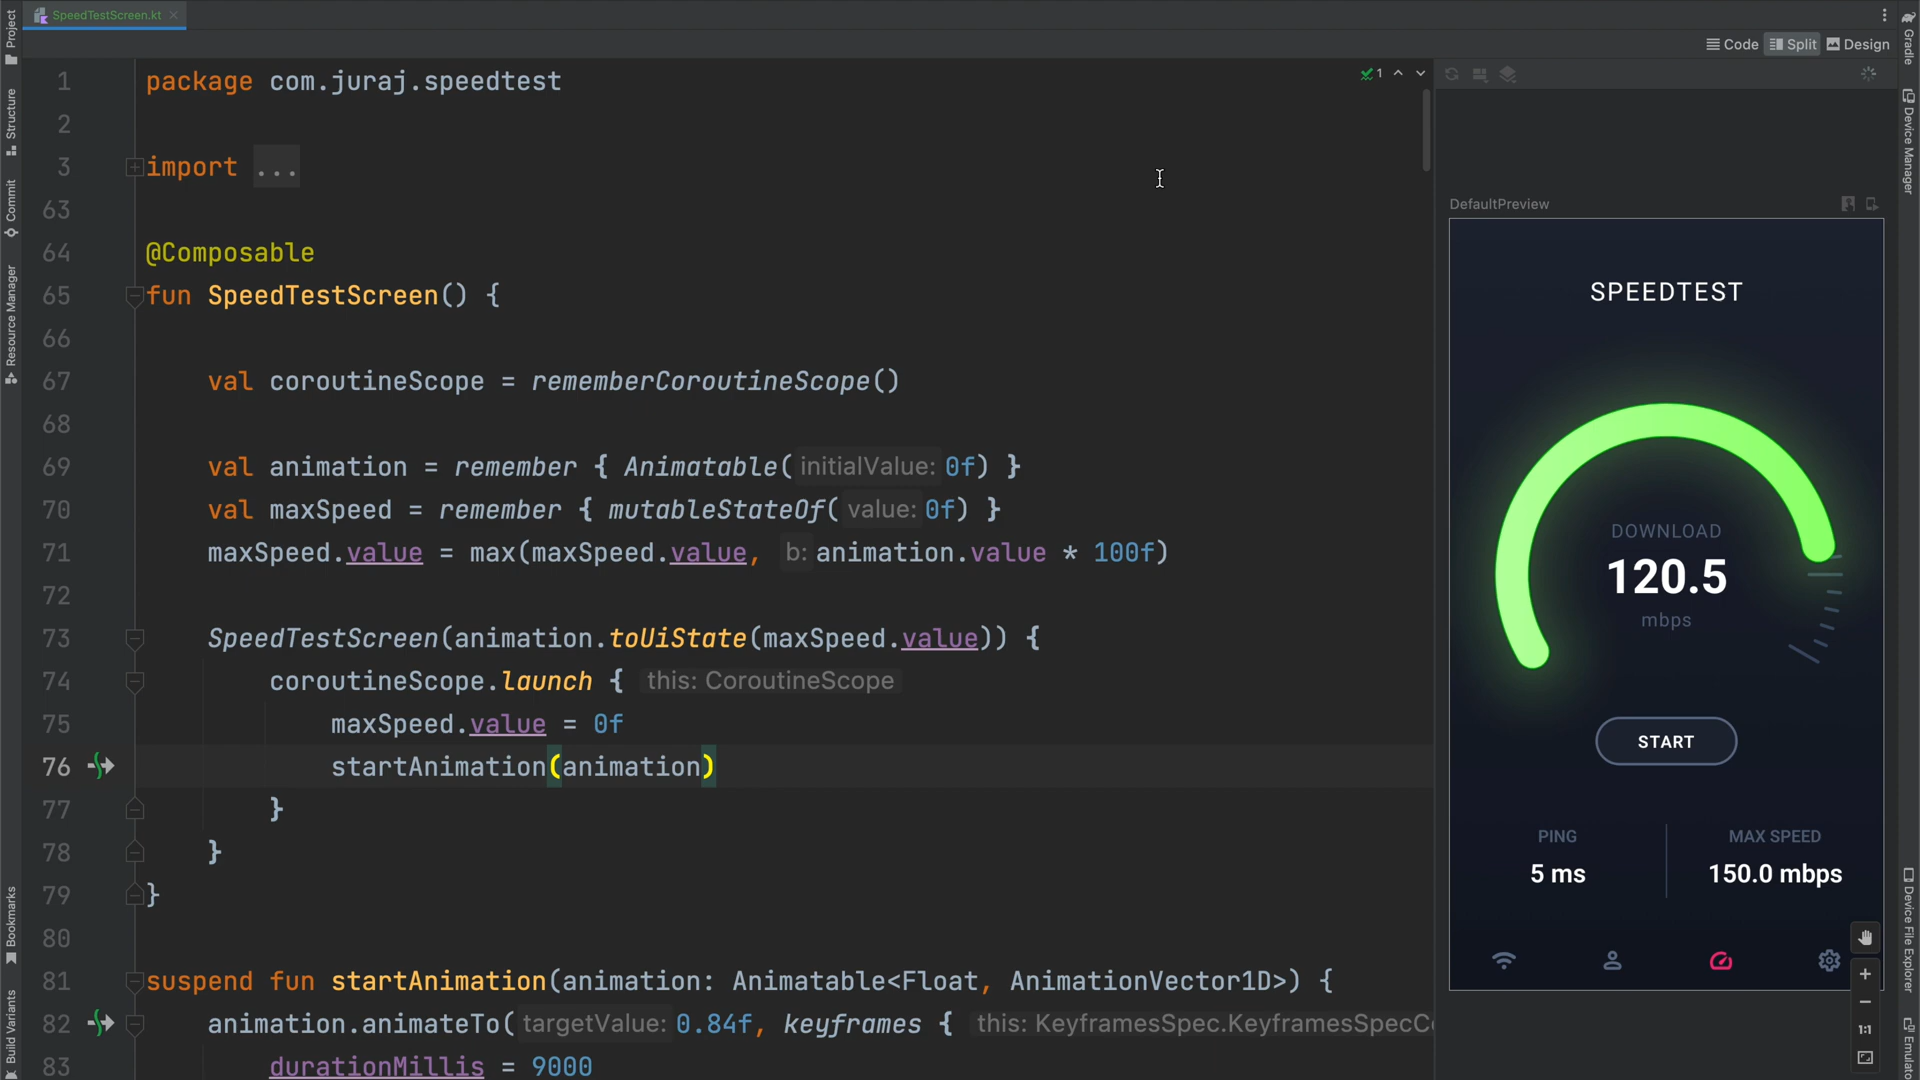 SpeedTestScreen.kt
Code Split Design
Project
Structure
Commit
Resource Manager
Bookmarks
Build Variants
1 package com.juraj.speedtest
2
3 import ...
63
64 @Composable
65 fun SpeedTestScreen() {
66
67 val coroutineScope = rememberCoroutineScope()
68
69 val animation = remember { Animatable( initialValue: 0f) }
70 val maxSpeed = remember { mutableStateOf( value: 0f) }
71 maxSpeed.value = max(maxSpeed.value, b: animation.value * 100f)
72
73 SpeedTestScreen(animation.toUiState(maxSpeed.value)) {
74 coroutineScope.launch { this: CoroutineScope
75 maxSpeed.value = 0f
76 startAnimation(animation)
77 }
78 }
79 }
80
81 suspend fun startAnimation(animation: Animatable<Float, AnimationVector1D>) {
82 animation.animateTo( targetValue: 0.84f, keyframes { this: KeyframesSpec.KeyframesSpecCo
83 durationMillis = 9000
1
DefaultPreview
SPEEDTEST
DOWNLOAD
120.5
mbps
START
PING
5 ms
MAX SPEED
150.0 mbps
1:1
Gradle
Device Manager
Device File Explorer
Emulato